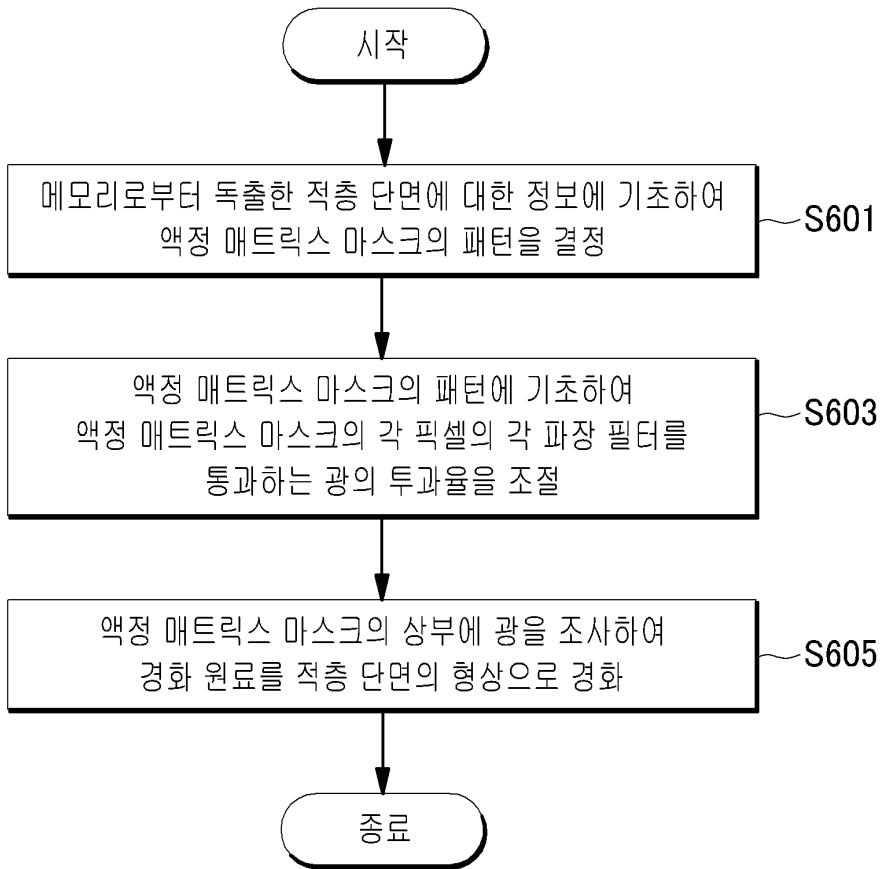 시작
메모리로부터 독출한 적층 단면에 대한 정보에 기초하여
액정 매트릭스 마스크의 패턴을 결정
S601
액정 매트릭스 마스크의 패턴에 기초하여
액정 매트릭스 마스크의 각 픽셀의 각 파장 필터를
통과하는 광의 투과율을 조절
S603
액정 매트릭스 마스크의 상부에 광을 조사하여
경화 원료를 적층 단면의 형상으로 경화
S605
종료